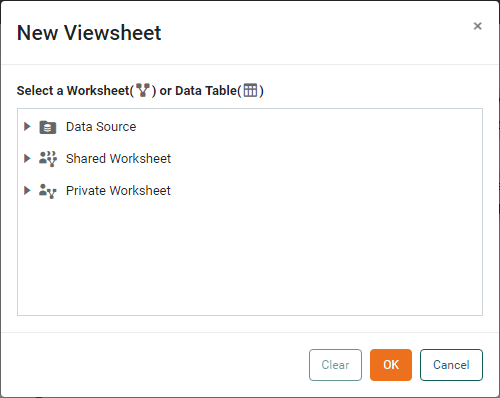 New Viewsheet
×
Select a Worksheet( ) or Data Table( )
Data Source
Shared Worksheet
Private Worksheet
Clear OK Cancel